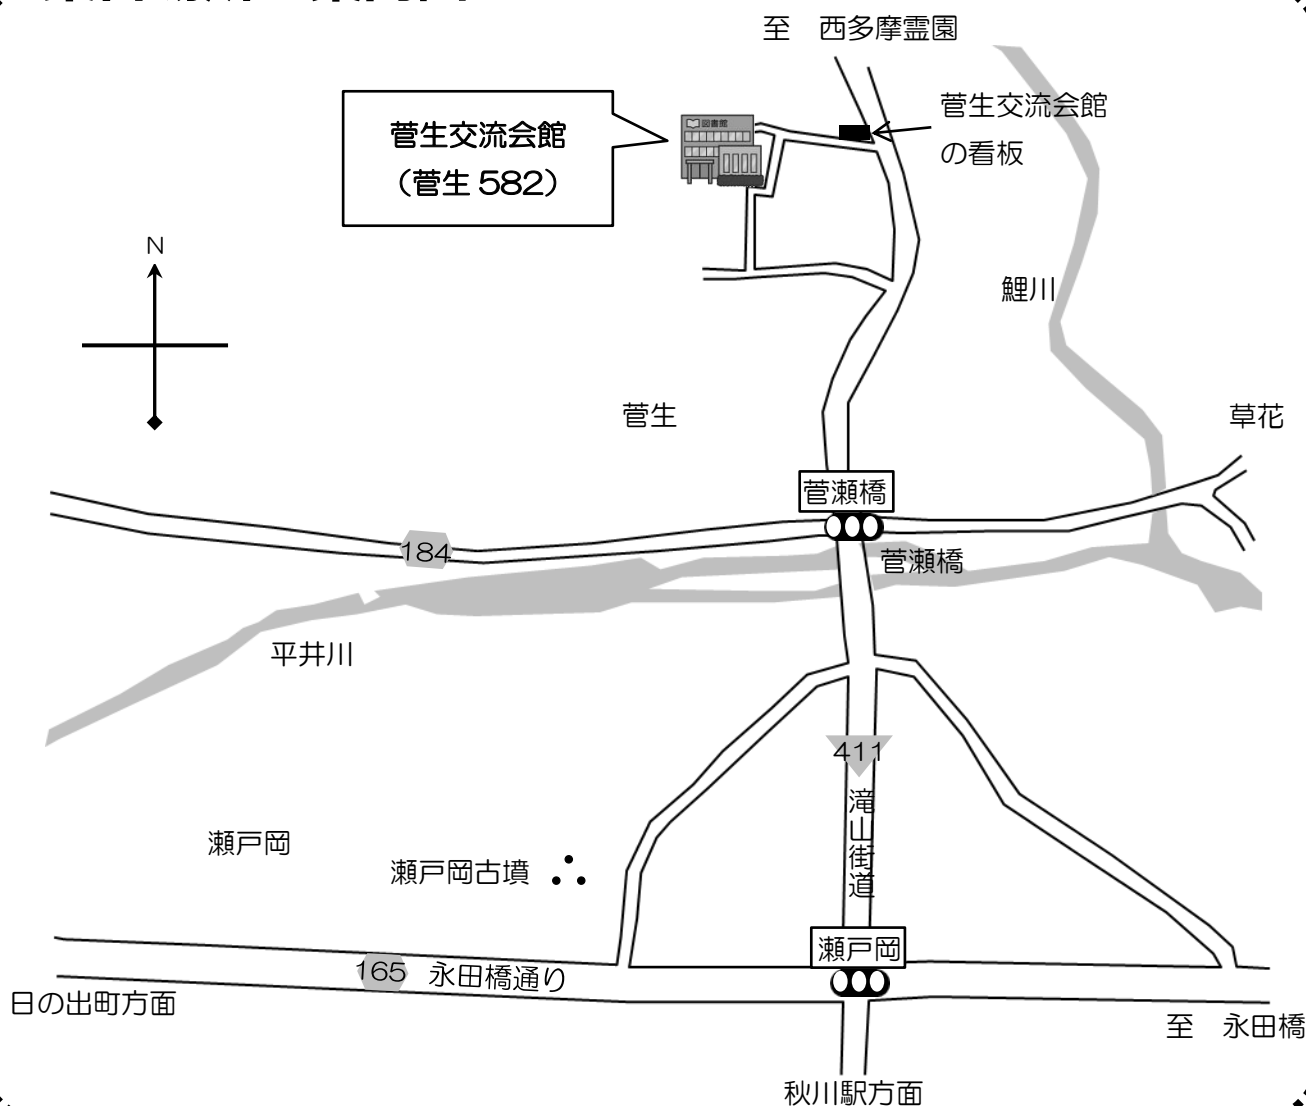 至　西多摩霊園
菅生交流会館
の看板
図書館
菅生交流会館
（菅生 582）
N
鯉川
菅生
草花
菅瀬橋
184
菅瀬橋
平井川
411
滝山街道
瀬戸岡
瀬戸岡古墳
瀬戸岡
165
永田橋通り
日の出町方面
至　永田橋
秋川駅方面